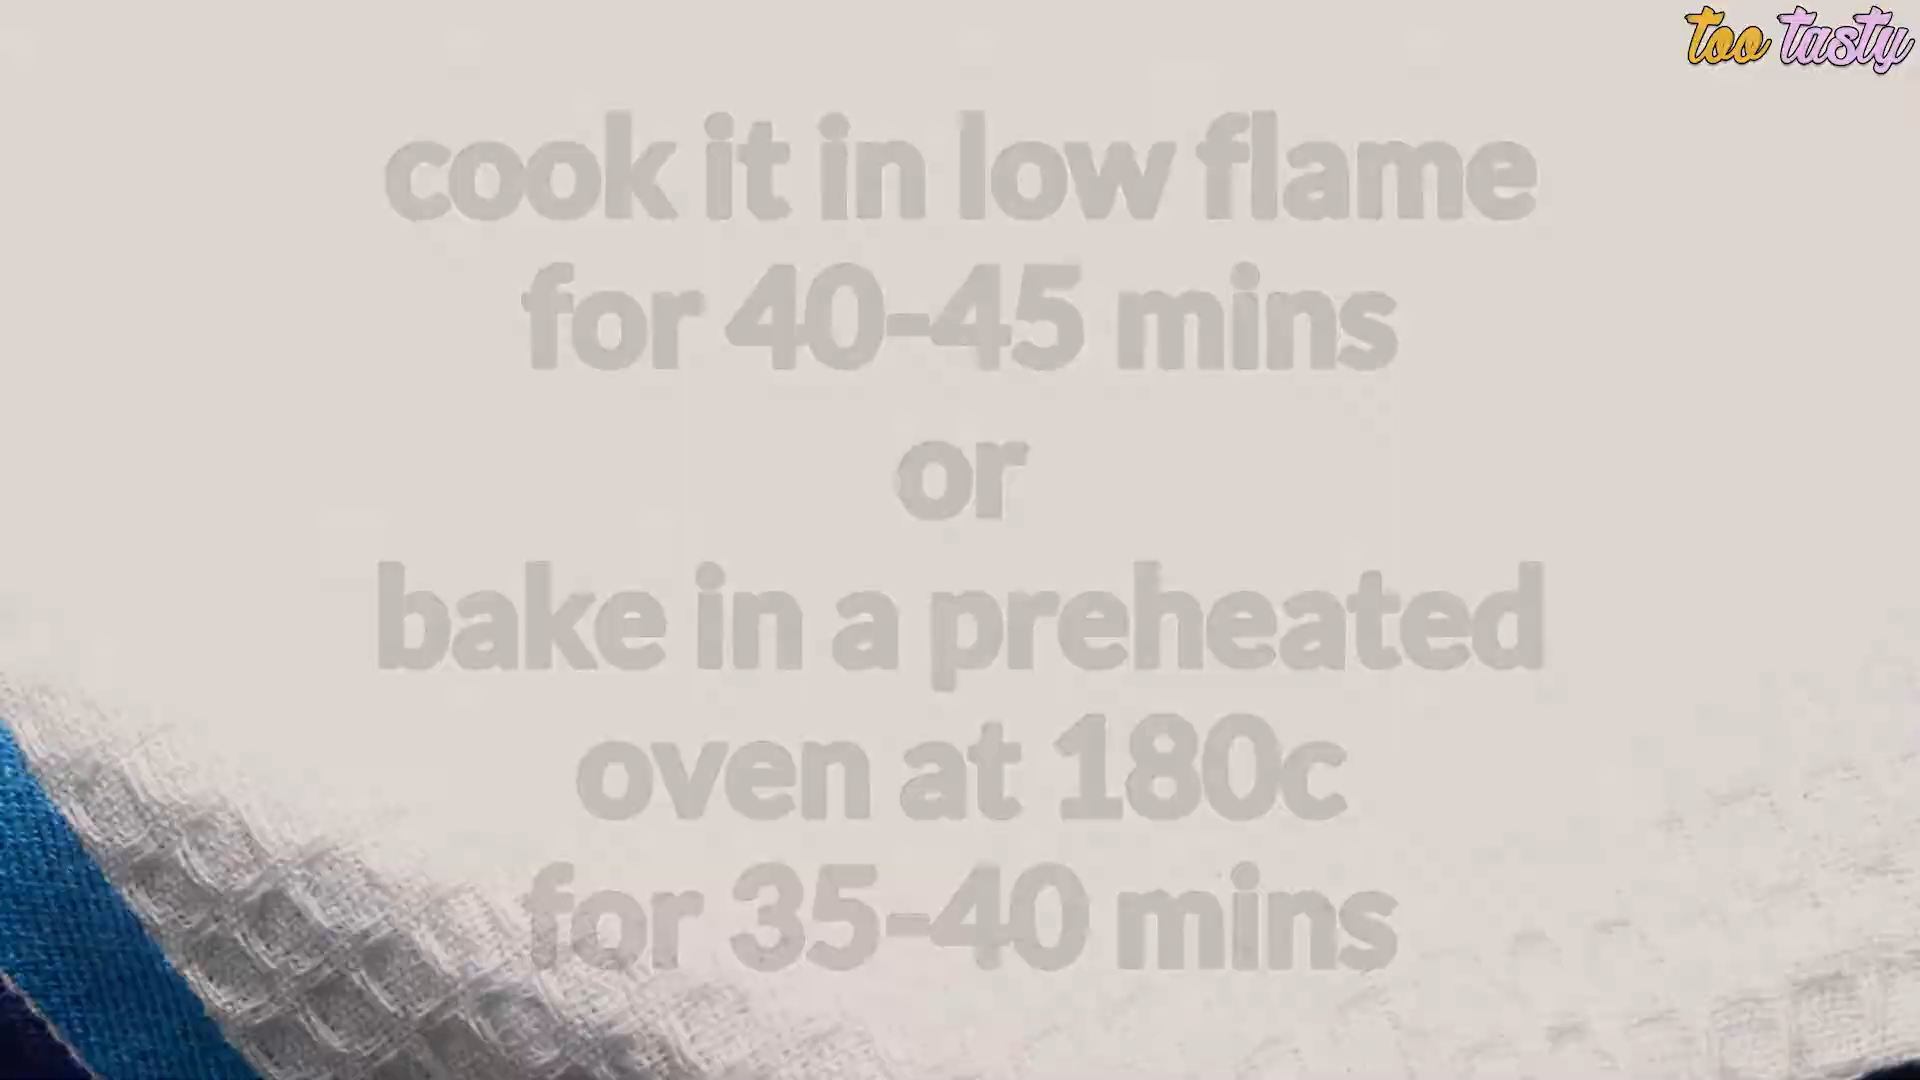 too tasty
cook it in low flame
for 40-45 mins
or
bake in a preheated
oven at 180c
for 35-40 mins